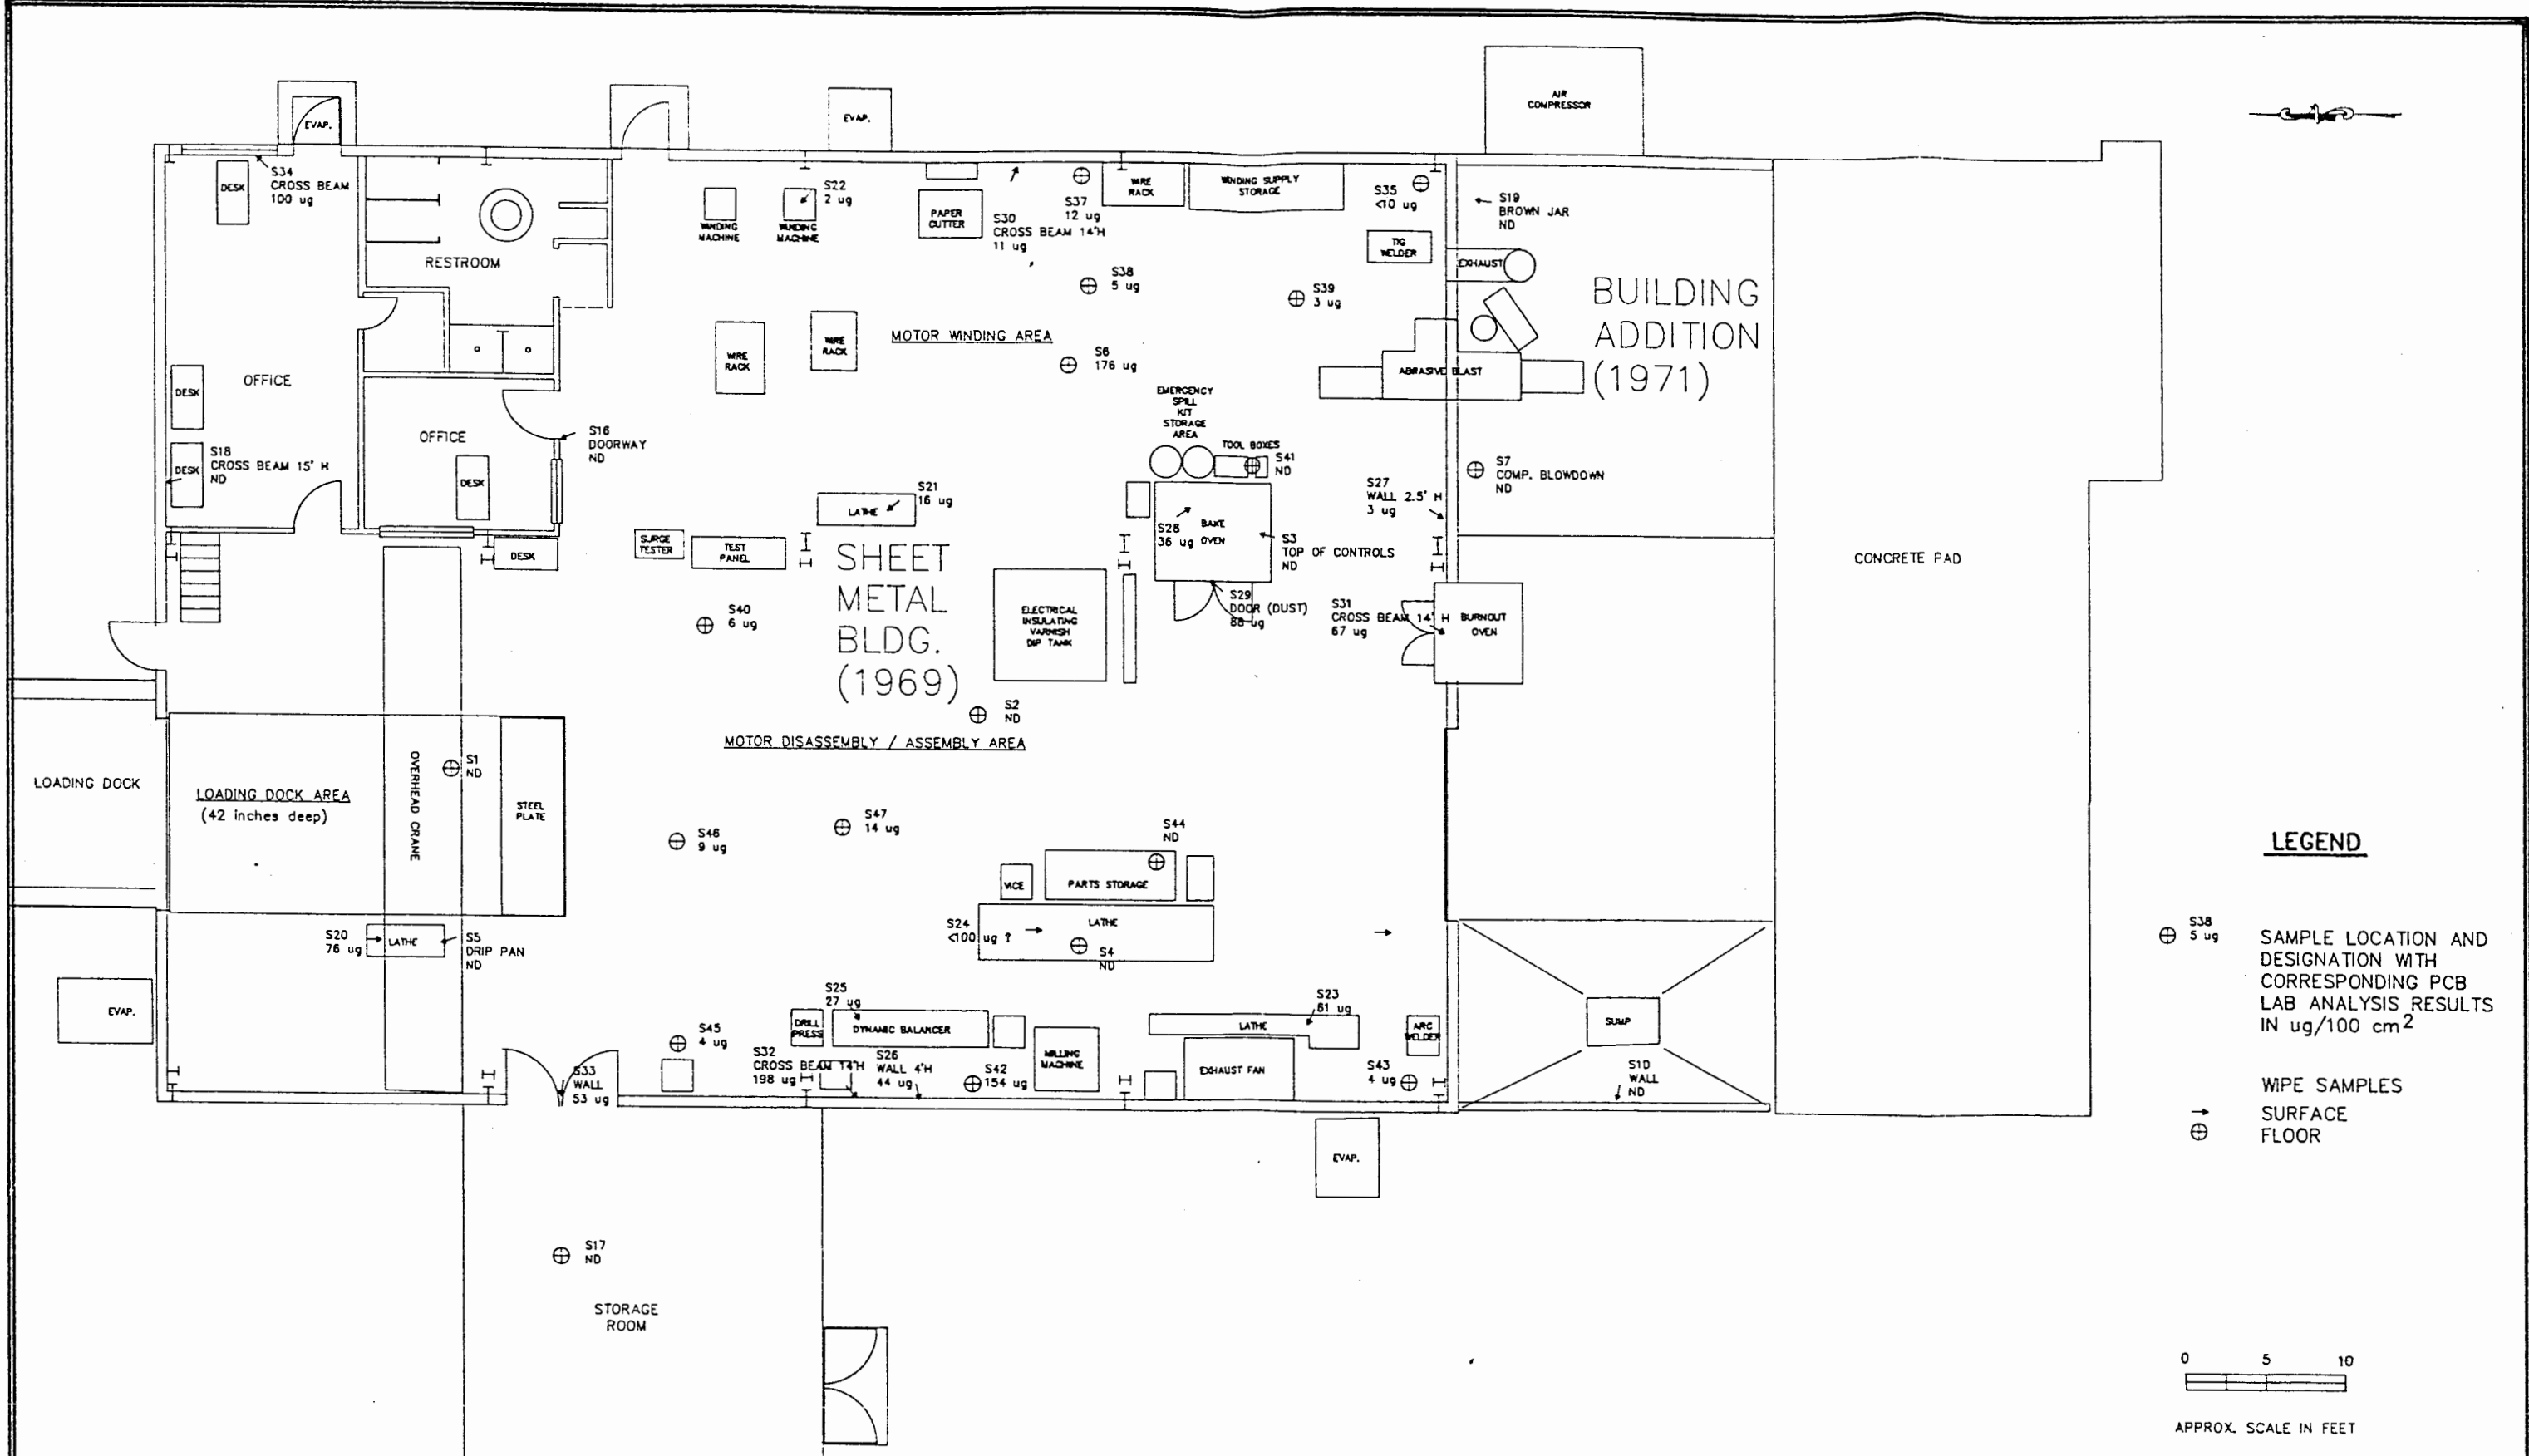 EVAP.
EVAP.
AIR
COMPRESSOR
DESK
S34
CROSS BEAM
100 ug
RESTROOM
WINDING
MACHINE
WINDING
MACHINE
S22
2 ug
PAPER
CUTTER
S30
CROSS BEAM 14'H
11 ug
S37
12 ug
WIRE
RACK
WINDING SUPPLY
STORAGE
S35
<10 ug
TIG
WELDER
S19
BROWN JAR
ND
EXHAUST
BUILDING
ADDITION
(1971)
S38
5 ug
S39
3 ug
MOTOR WINDING AREA
WIRE
RACK
WIRE
RACK
S6
176 ug
ABRASIVE BLAST
EMERGENCY
SPILL
KIT
STORAGE
AREA
TOOL BOXES
S41
ND
OFFICE
DESK
DESK
S18
CROSS BEAM 15' H
ND
OFFICE
DESK
S16
DOORWAY
ND
S7
COMP. BLOWDOWN
ND
S27
WALL 2.5' H
3 ug
S21
16 ug
LATHE
SURGE
TESTER
TEST
PANEL
DESK
SHEET
METAL
BLDG.
(1969)
S28
36 ug
BAKE
OVEN
S3
TOP OF CONTROLS
ND
S29
DOOR (DUST)
88 ug
S31
CROSS BEAM 14' H
67 ug
BURNOUT
OVEN
CONCRETE PAD
ELECTRICAL
INSULATING
VARNISH
DIP TANK
S40
6 ug
S2
ND
MOTOR DISASSEMBLY / ASSEMBLY AREA
LOADING DOCK
LOADING DOCK AREA
(42 inches deep)
OVERHEAD CRANE
S1
ND
STEEL
PLATE
S46
9 ug
S47
14 ug
S44
ND
VICE
PARTS STORAGE
S24
<100 ug ?
LATHE
S4
ND
S20
76 ug
LATHE
S5
DRIP PAN
ND
EVAP.
S45
4 ug
S25
27 ug
DRILL
PRESS
DYNAMIC BALANCER
S32
CROSS BEAM 14'H
198 ug
S26
WALL 4'H
44 ug
S42
154 ug
MILLING
MACHINE
S23
61 ug
LATHE
EXHAUST FAN
ARC
WELDER
S43
4 ug
SUMP
S10
WALL
ND
S33
WALL
53 ug
EVAP.
S17
ND
STORAGE
ROOM
LEGEND
S38
5 ug
SAMPLE LOCATION AND
DESIGNATION WITH
CORRESPONDING PCB
LAB ANALYSIS RESULTS
IN ug/100 cm2
WIPE SAMPLES
SURFACE
FLOOR
0 5 10
APPROX. SCALE IN FEET